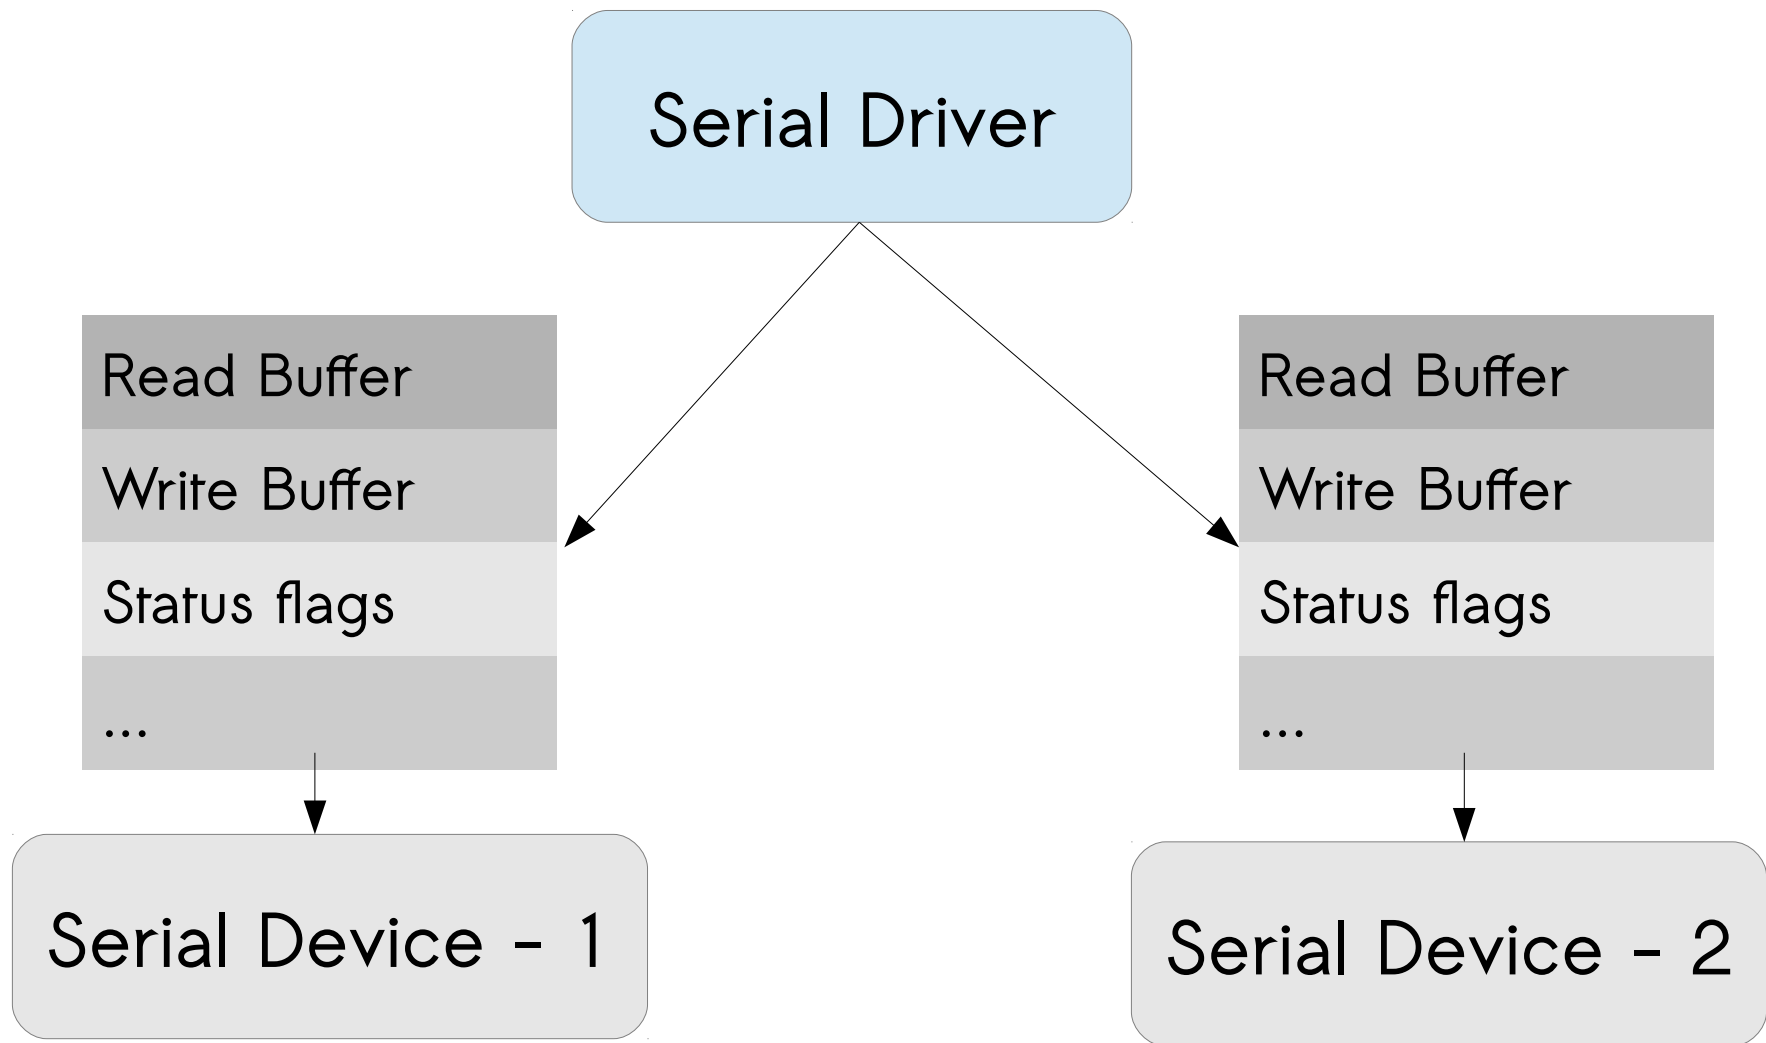 Serial Driver
Read Buffer
Write Buffer
Status flags
...
Serial Device - 1
Read Buffer
Write Buffer
Status flags
...
Serial Device - 2